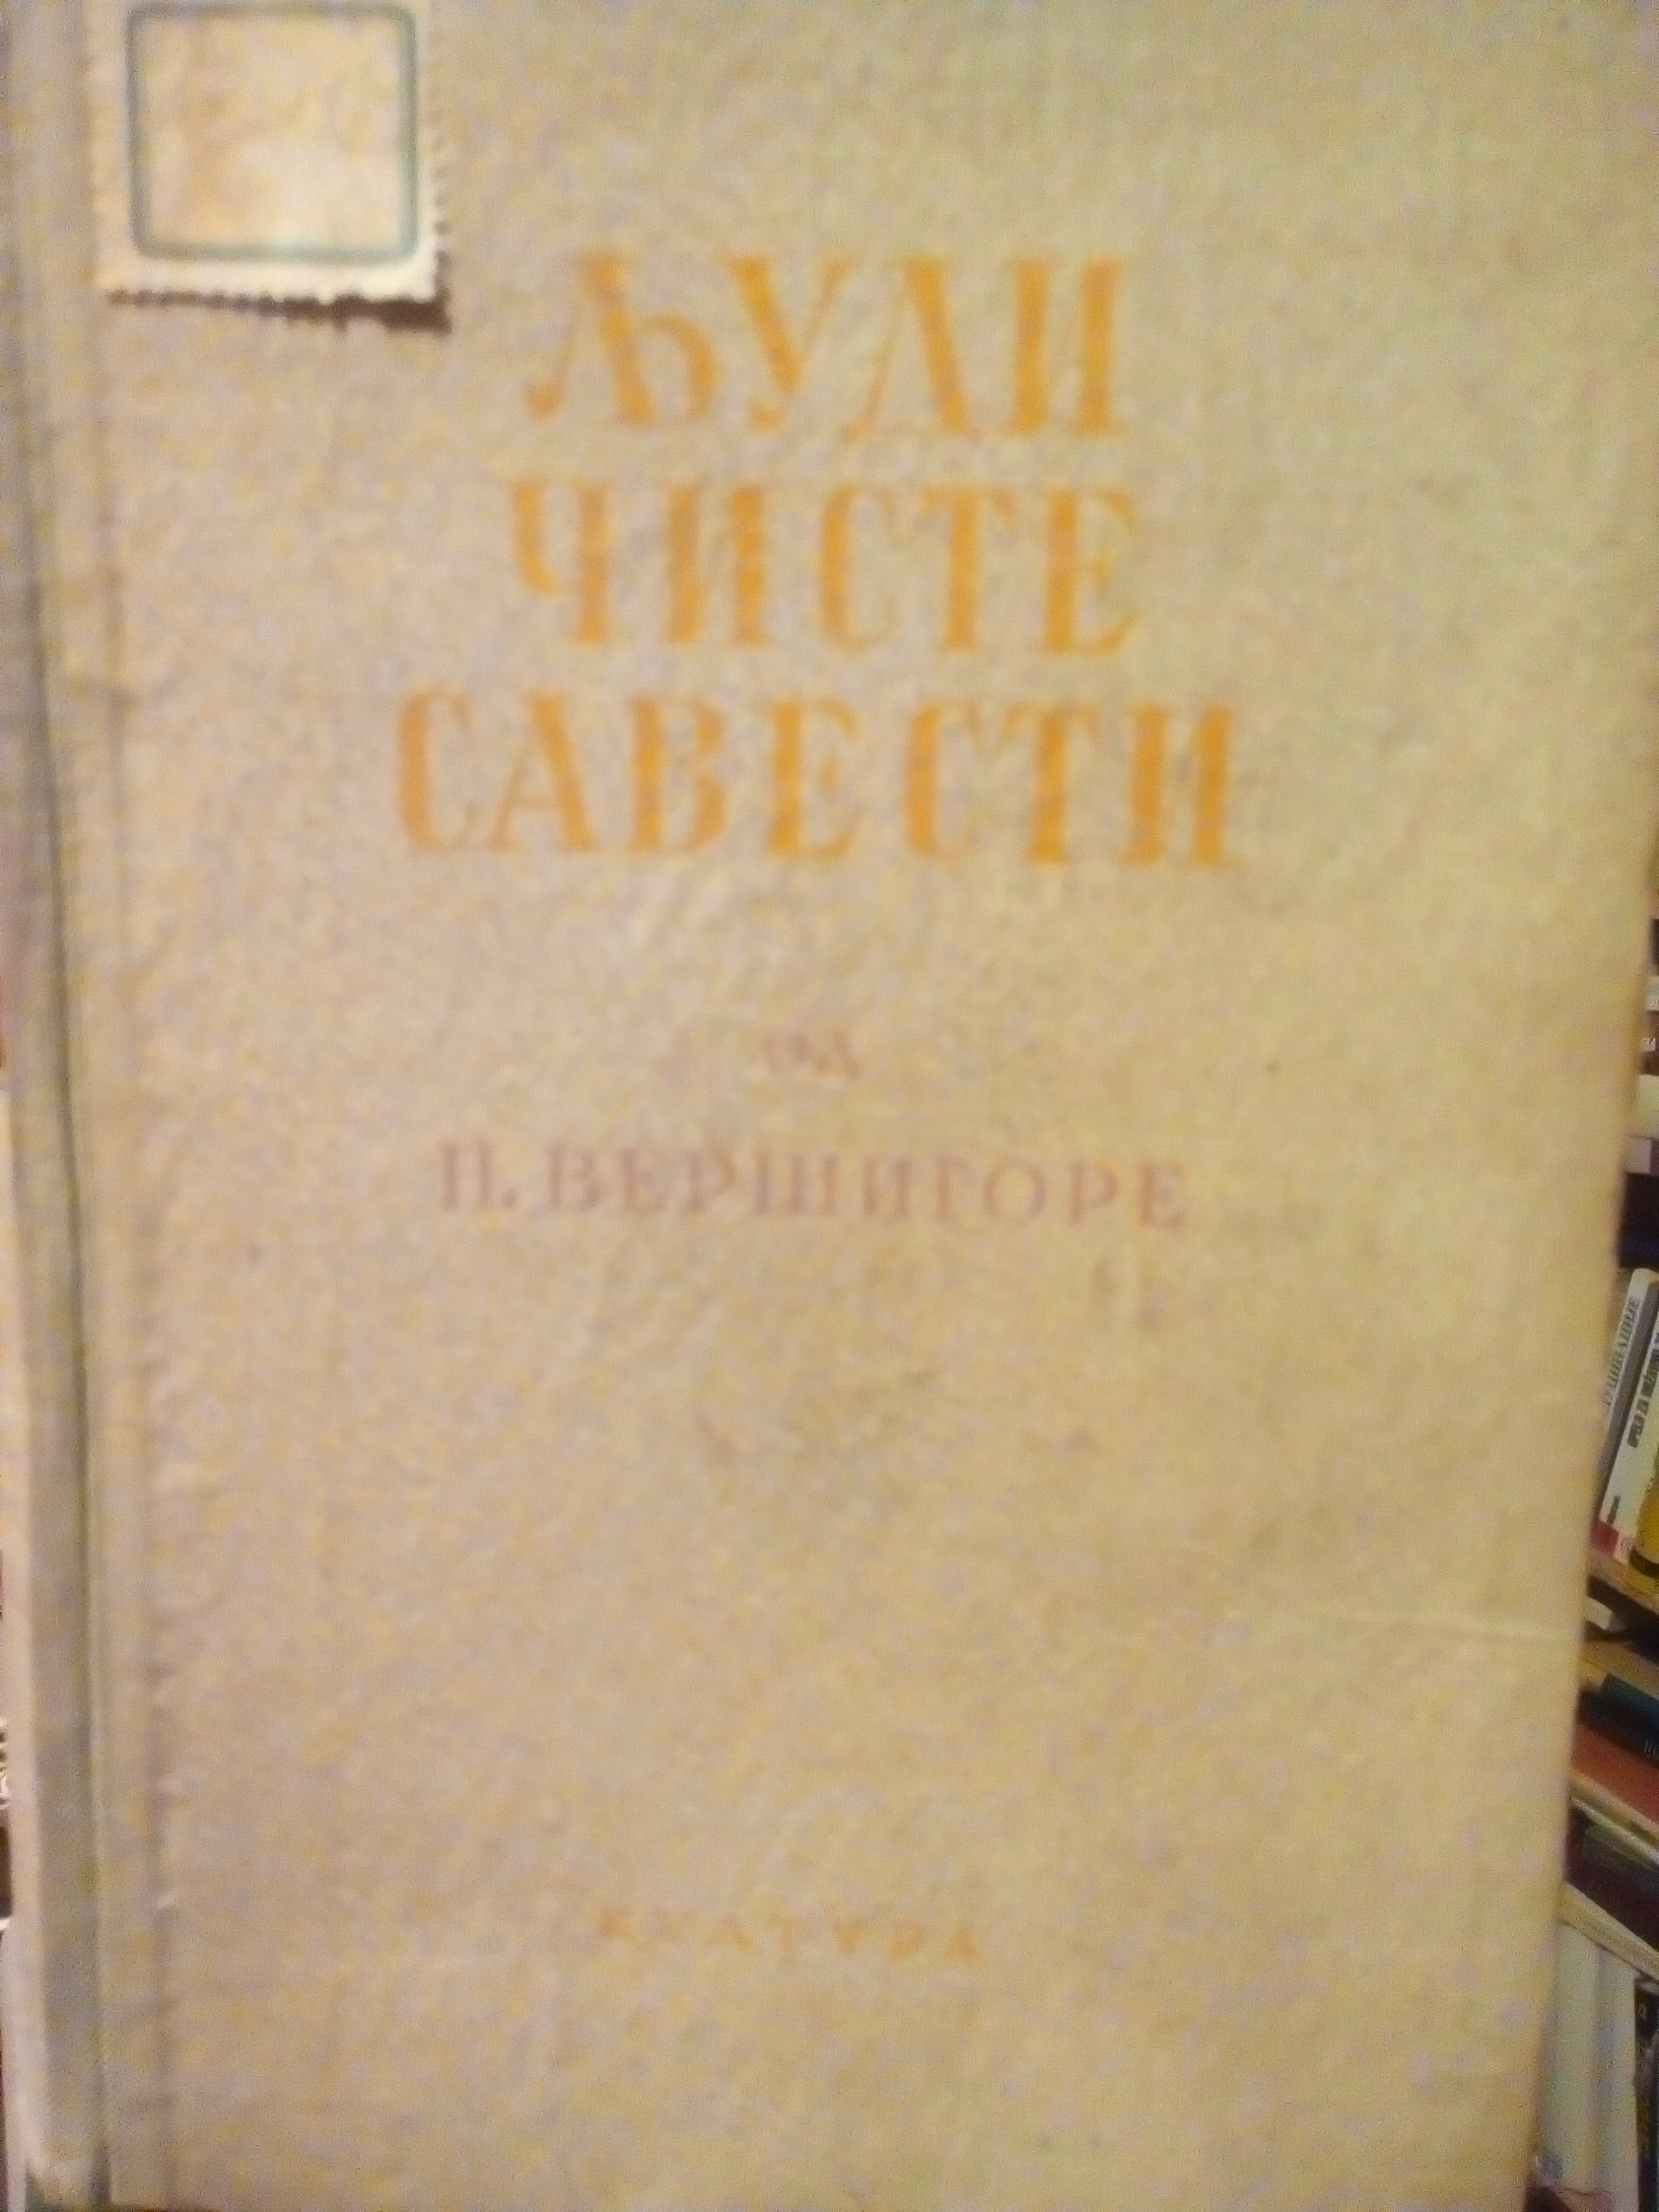 ЉУДИ
ЧИСТЕ
САВЕСТИ
ОД
П. ВЕРШИГОРЕ
КУЛТУРА